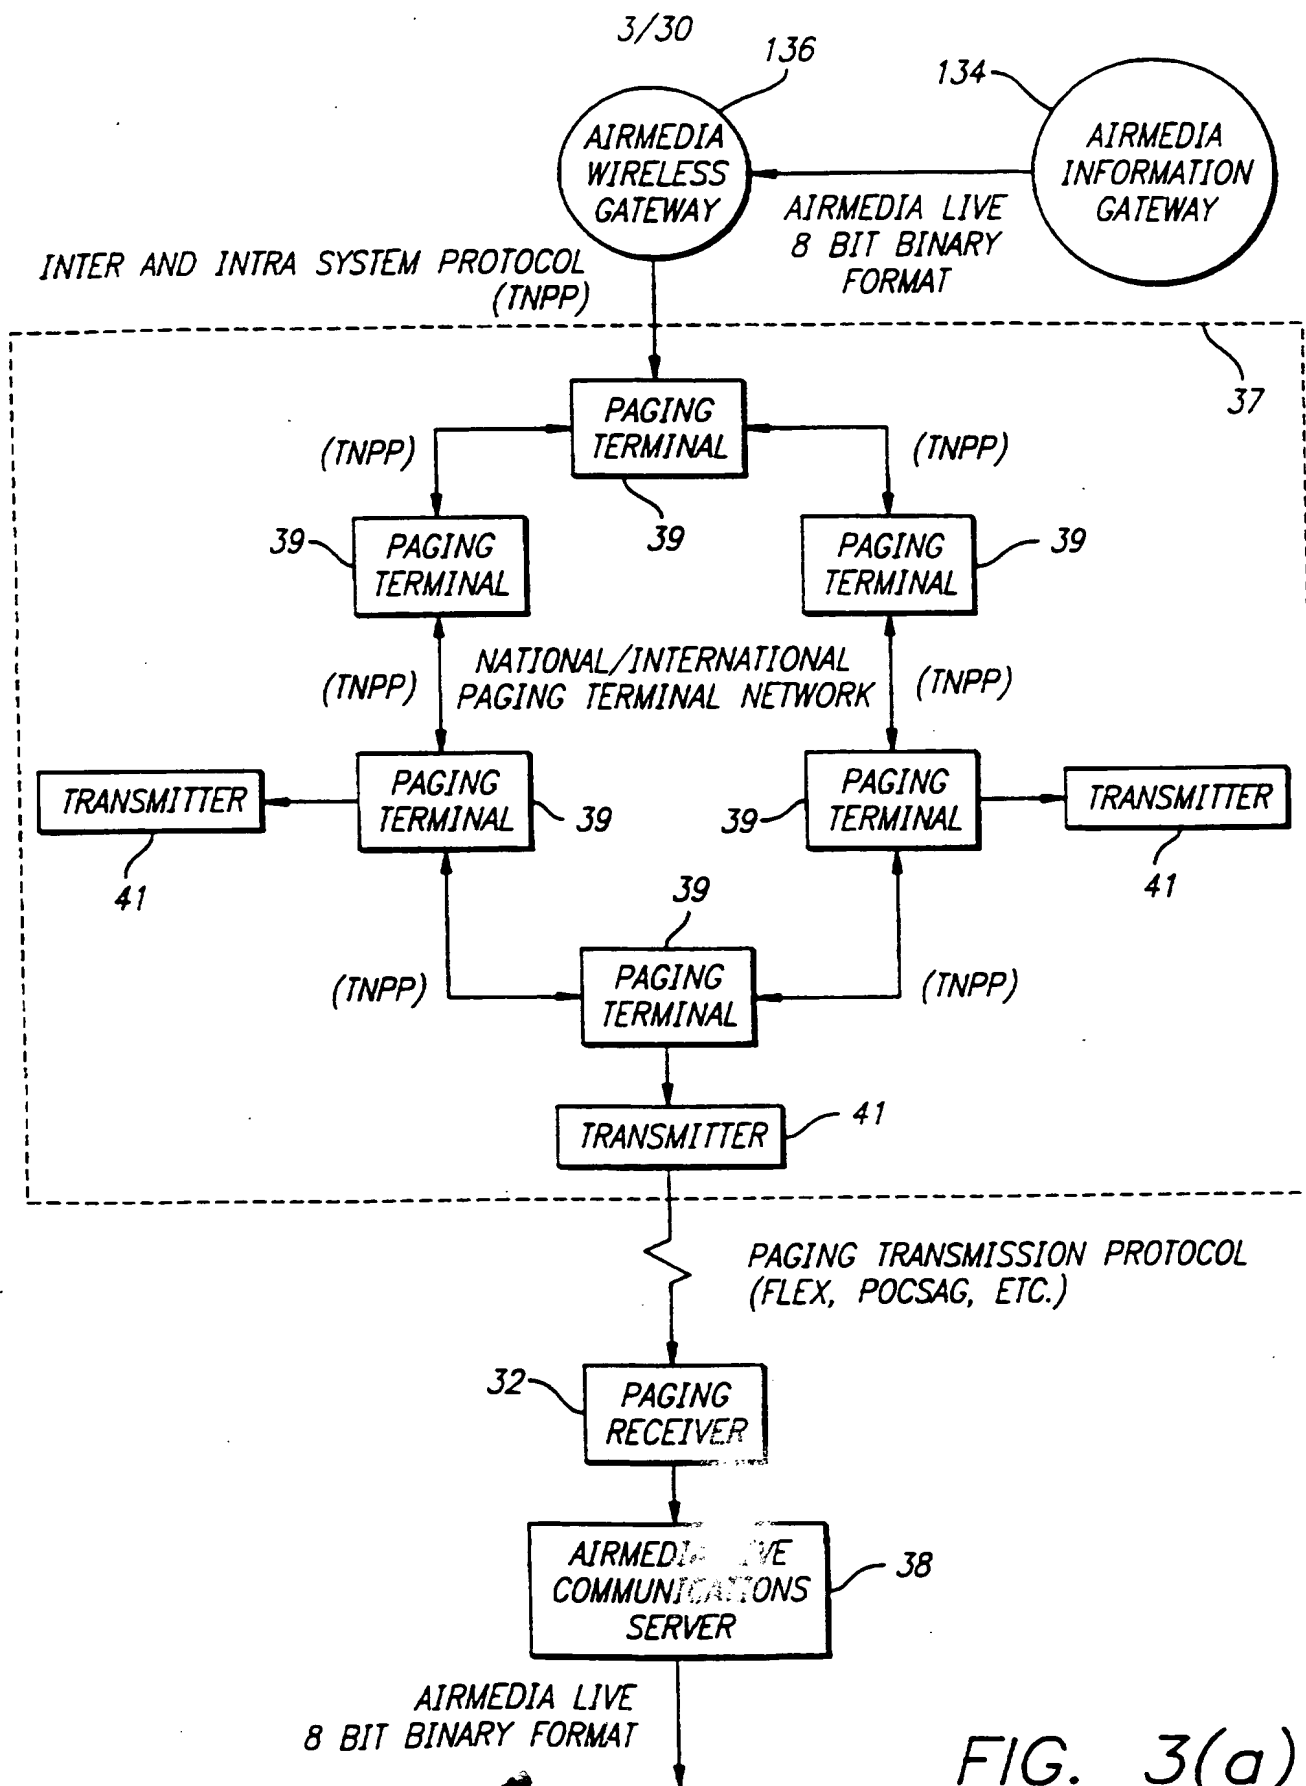 3/30
136
134
AIRMEDIA
WIRELESS
GATEWAY
AIRMEDIA
INFORMATION
GATEWAY
AIRMEDIA LIVE
8 BIT BINARY
FORMAT
INTER AND INTRA SYSTEM PROTOCOL
(TNPP)
37
PAGING
TERMINAL
39
(TNPP)
(TNPP)
39
PAGING
TERMINAL
PAGING
TERMINAL
39
(TNPP)
NATIONAL/INTERNATIONAL
PAGING TERMINAL NETWORK
(TNPP)
TRANSMITTER
41
PAGING
TERMINAL
39
39
PAGING
TERMINAL
TRANSMITTER
41
39
(TNPP)
PAGING
TERMINAL
(TNPP)
TRANSMITTER
41
PAGING TRANSMISSION PROTOCOL
(FLEX, POCSAG, ETC.)
32
PAGING
RECEIVER
AIRMEDIA LIVE
COMMUNICATIONS
SERVER
38
AIRMEDIA LIVE
8 BIT BINARY FORMAT
FIG. 3(a)